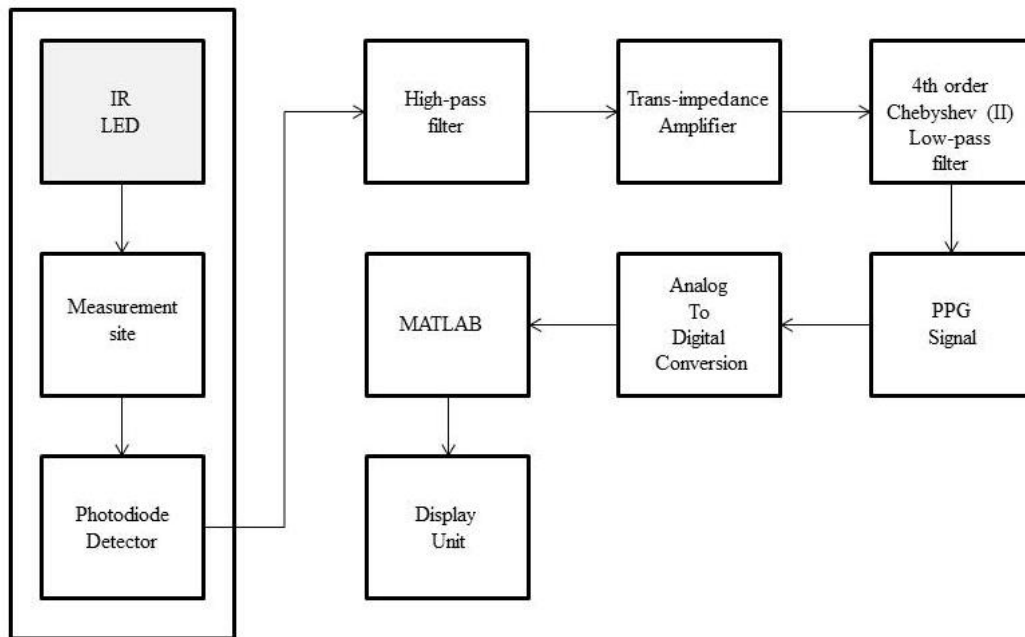 IR
LED
Measurement
site
Photodiode
Detector
High-pass
filter
Trans-impedance
Amplifier
4th order
Chebyshev (II)
Low-pass
filter
PPG
Signal
Analog
To
Digital
Conversion
MATLAB
Display
Unit